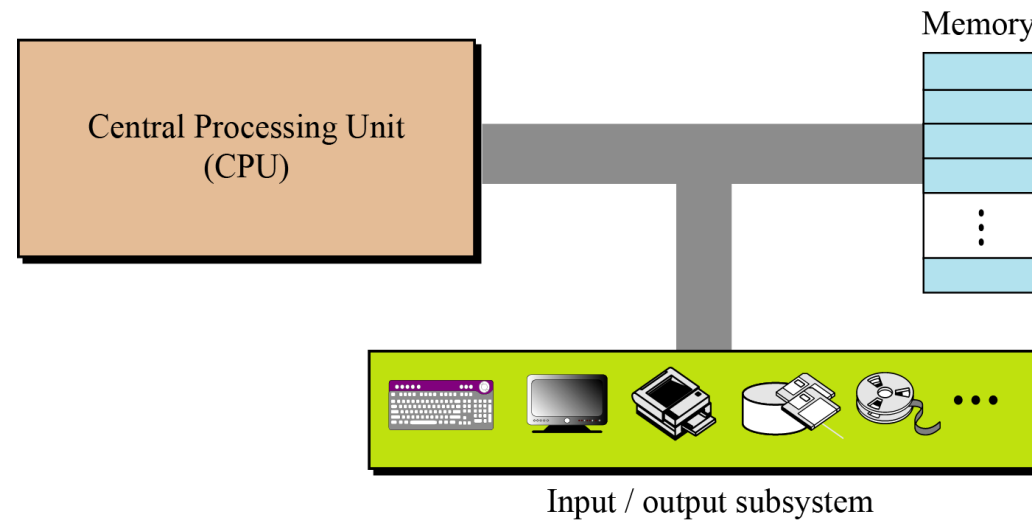 Memory
Central Processing Unit
(CPU)
Input / output subsystem